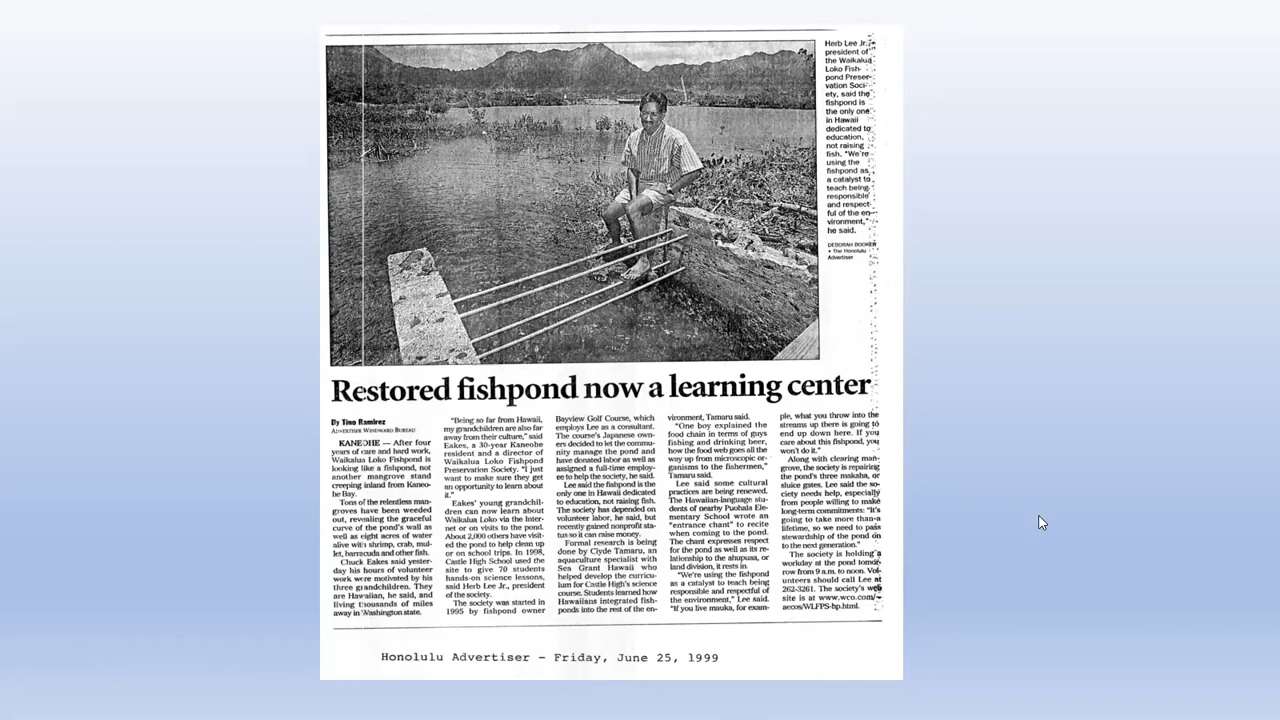 Herb Lee Jr.,
president of
the Waikalua
Loko Fish-
pond Preser-
vation Soci-
ety, said the
fishpond is
the only one
in Hawaii
dedicated to
education,
not raising
fish. "We're
using the
fishpond as
a catalyst to
teach being
responsible
and respect-
ful of the en-
vironment,"
he said.
DEBORAH BOOKER
• The Honolulu
Advertiser
Restored fishpond now a learning center
By Tino Ramirez
ADVERTISER WINDWARD BUREAU
KANEOHE — After four
years of care and hard work,
Waikalua Loko Fishpond is
looking like a fishpond, not
another mangrove stand
creeping inland from Kaneo-
he Bay.
Tons of the relentless man-
groves have been weeded
out, revealing the graceful
curve of the pond's wall as
well as eight acres of water
alive with shrimp, crab, mul-
let, barracuda and other fish.
Chuck Eakes said yester-
day his hours of volunteer
work were motivated by his
three grandchildren. They
are Hawaiian, he said, and
living thousands of miles
away in Washington state.
"Being so far from Hawaii,
my grandchildren are also far
away from their culture," said
Eakes, a 30-year Kaneohe
resident and a director of
Waikalua Loko Fishpond
Preservation Society. "I just
want to make sure they get
an opportunity to learn about
it."
Eakes' young grandchil-
dren can now learn about
Waikalua Loko via the Inter-
net or on visits to the pond.
About 2,000 others have visit-
ed the pond to help clean up
or on school trips. In 1998,
Castle High School used the
site to give 70 students
hands-on science lessons,
said Herb Lee Jr., president
of the society.
The society was started in
1995 by fishpond owner
Bayview Golf Course, which
employs Lee as a consultant.
The course's Japanese own-
ers decided to let the commu-
nity manage the pond and
have donated labor as well as
assigned a full-time employ-
ee to help the society, he said.
Lee said the fishpond is the
only one in Hawaii dedicated
to education, not raising fish.
The society has depended on
volunteer labor, he said, but
recently gained nonprofit sta-
tus so it can raise money.
Formal research is being
done by Clyde Tamaru, an
aquaculture specialist with
Sea Grant Hawaii who
helped develop the curricu-
lum for Castle High's science
course. Students learned how
Hawaiians integrated fish-
ponds into the rest of the en-
vironment, Tamaru said.
"One boy explained the
food chain in terms of guys
fishing and drinking beer,
how the food web goes all the
way up from microscopic or-
ganisms to the fishermen,"
Tamaru said.
Lee said some cultural
practices are being renewed.
The Hawaiian-language stu-
dents of nearby Puohala Ele-
mentary School wrote an
"entrance chant" to recite
when coming to the pond.
The chant expresses respect
for the pond as well as its re-
lationship to the ahupuaa, or
land division, it rests in.
"We're using the fishpond
as a catalyst to teach being
responsible and respectful of
the environment," Lee said.
"If you live mauka, for exam-
ple, what you throw into the
streams up there is going to
end up down here. If you
care about this fishpond, you
won't do it."
Along with clearing man-
grove, the society is repairing
the pond's three makaha, or
sluice gates. Lee said the so-
ciety needs help, especially
from people willing to make
long-term commitments: "It's
going to take more than a
lifetime, so we need to pass
stewardship of the pond on
to the next generation."
The society is holding a
workday at the pond tomor-
row from 9 a.m. to noon. Vol-
unteers should call Lee at
262-3261. The society's web
site is at www.wco.com/~
aecos/WLFPS-hp.html.
Honolulu Advertiser – Friday, June 25, 1999